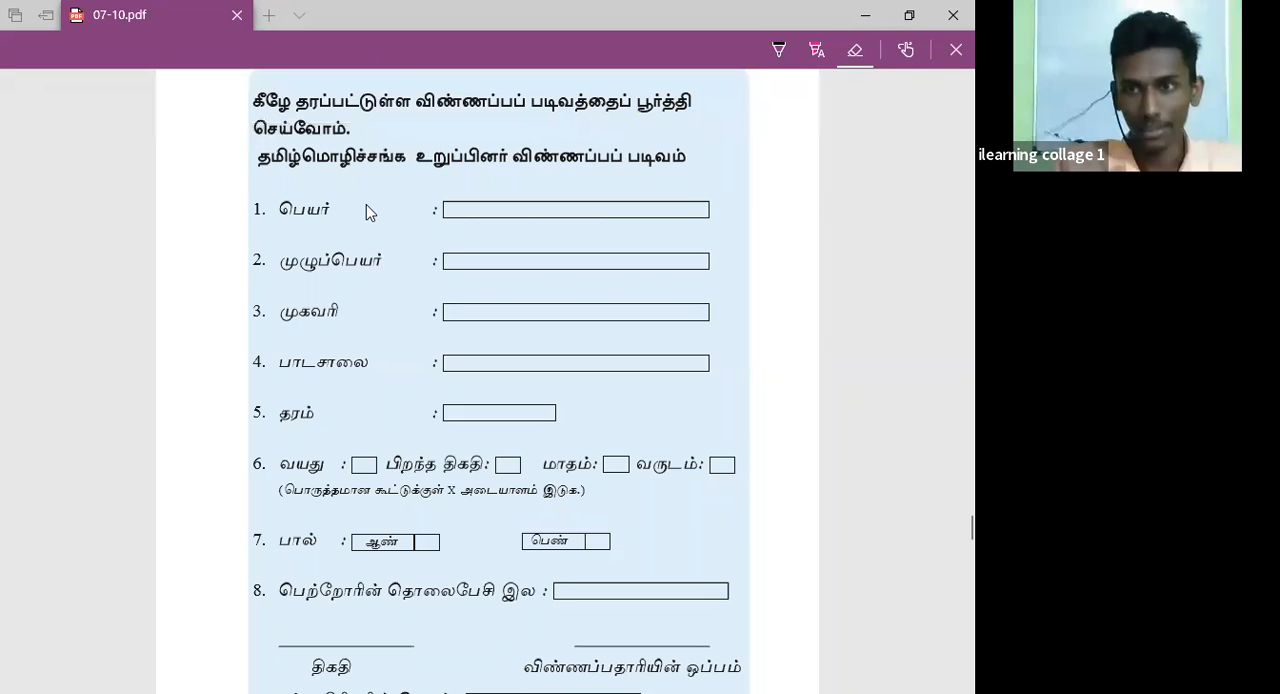 07-10.pdf
கீழே தரப்பட்டுள்ள விண்ணப்பப் படிவத்தைப் பூர்த்தி
செய்வோம்.
தமிழ்மொழிச்சங்க உறுப்பினர் விண்ணப்பப் படிவம்
ilearning collage 1
1. பெயர் :
2. முழுப்பெயர் :
3. முகவரி :
4. பாடசாலை :
5. தரம் :
6. வயது : பிறந்த திகதி: மாதம்: வருடம்:
(பொருத்தமான கூட்டுக்குள் X அடையாளம் இடுக.)
7. பால் : ஆண் பெண்
8. பெற்றோரின் தொலைபேசி இல :
திகதி விண்ணப்பதாரியின் ஒப்பம்